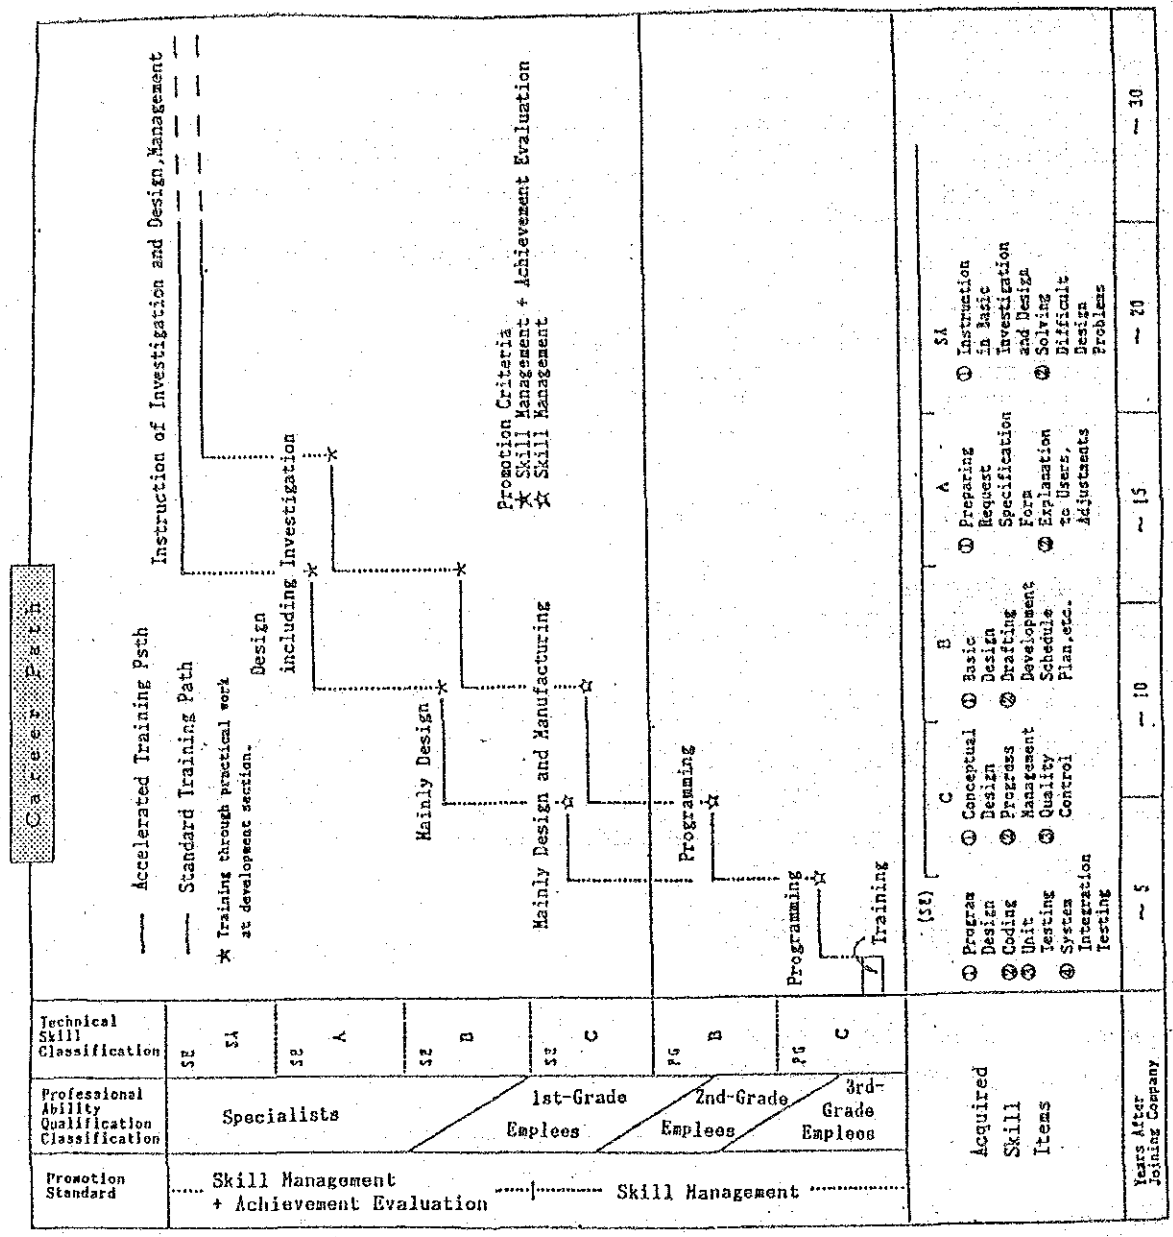 Career Path
Accelerated Training Psth
Standard Training Path
★ Training through practical work
at development section.
Instruction of Investigation and Design,Management
Design
including Investigation
Mainly Design
Mainly Design and Manufacturing
Programming
Programming
Training
Promotion Criteria
★ Skill Management + Achievement Evaluation
☆ Skill Management
Technical
Skill
Classification
SE SA
SE A
SE B
SE C
PG B
PG C
Professional
Ability
Qualification
Classification
Specialists
1st-Grade
Emplees
2nd-Grade
Emplees
3rd-
Grade
Emplees
Promotion
Standard
Skill Management
+ Achievement Evaluation
Skill Management
Acquired
Skill
Items
① Program
Design
② Coding
③ Unit
Testing
④ System
Integration
Testing
(SE)
C
① Conceptual
Design
② Progress
Management
③ Quality
Control
B
① Basic
Design
② Drafting
Development
Schedule
Plan,etc.
A
① Preparing
Request
Specification
Form
② Explanation
to Users,
Adjustments
SA
① Instruction
in Basic
Investigation
and Design
② Solving
Difficult
Design
Problems
Years After
Joining Company
~ 5
~ 10
~ 15
~ 20
~ 30